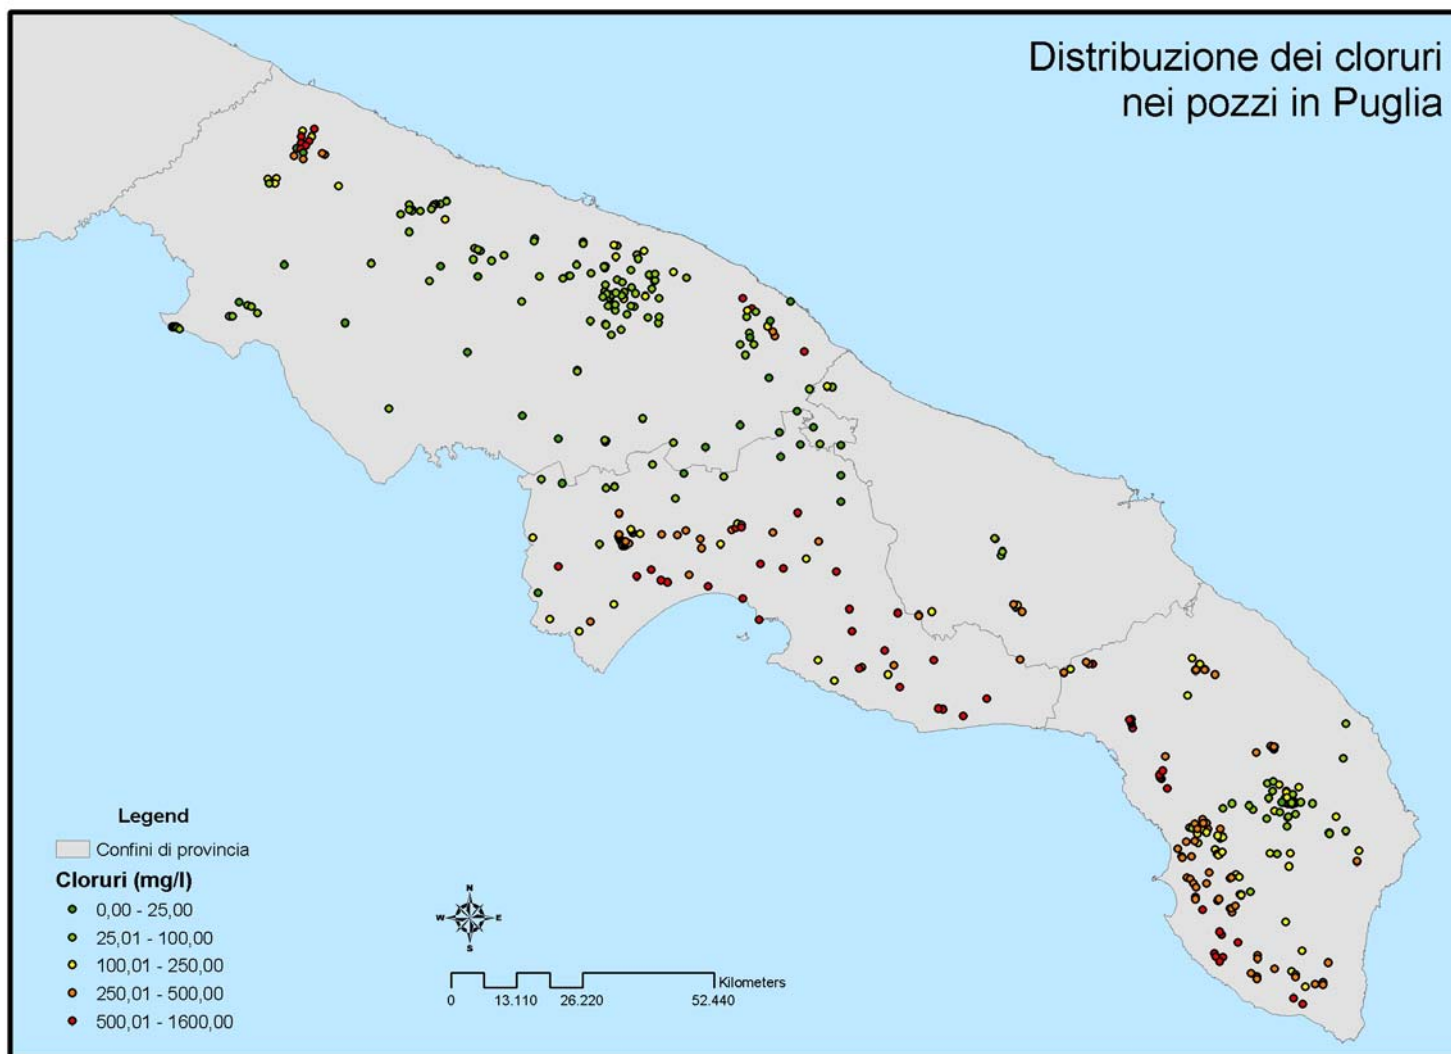 Distribuzione dei cloruri
nei pozzi in Puglia
Legend
Confini di provincia
Cloruri (mg/l)
0,00 - 25,00
25,01 - 100,00
100,01 - 250,00
250,01 - 500,00
500,01 - 1600,00
N
W E
S
Kilometers
0 13.110 26.220 52.440